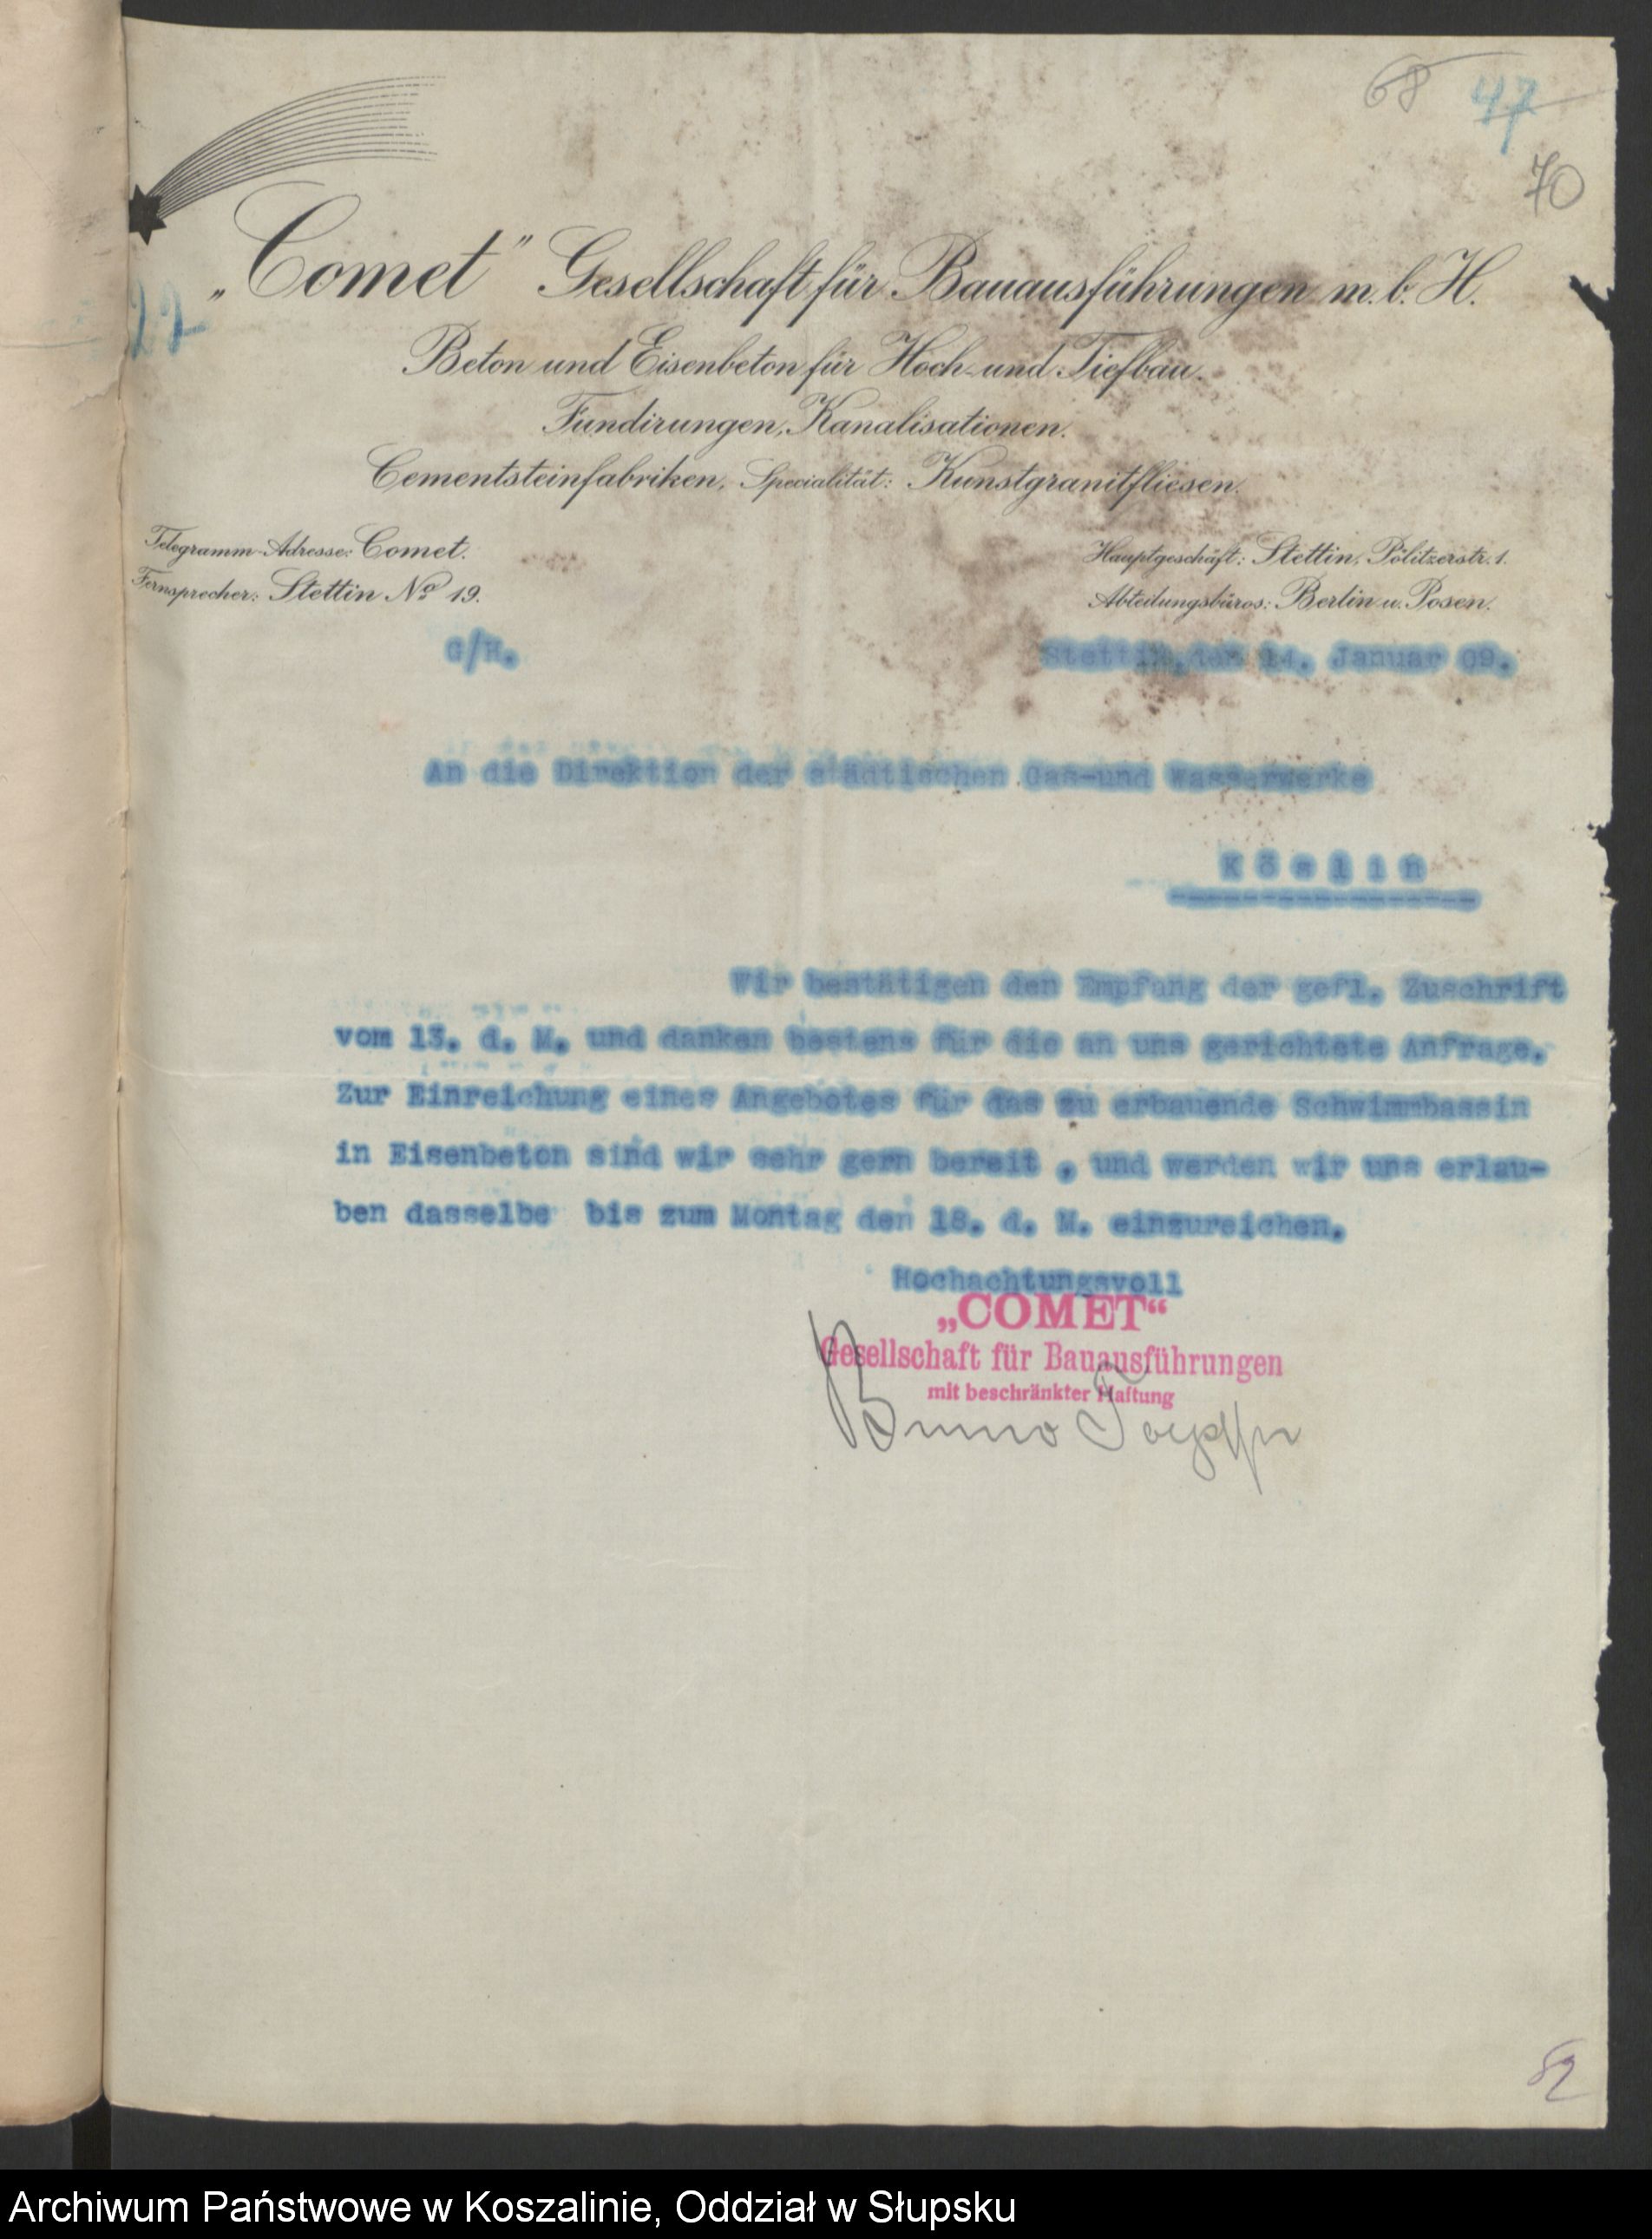 68 47
70
„Comet" Gesellschaft für Bauausführungen m. b. H.
22
Beton und Eisenbeton für Hoch- und Tiefbau.
Fundirungen, Kanalisationen.
Cementsteinfabriken, Specialität: Kunstgranitfliesen.
Telegramm-Adresse: Comet.
Fernsprecher: Stettin No 19.
Hauptgeschäft: Stettin, Pölitzerstr. 1.
Abteilungsbüros: Berlin u. Posen.
G/H.
Stettin, den 14. Januar 09.
An die Direktion der städtischen Gas-und Wasserwerke
K ö s l i n
Wir bestätigen den Empfang der gefl. Zuschrift
vom 13. d. M. und danken bestens für die an uns gerichtete Anfrage.
Zur Einreichung eines Angebotes für das zu erbauende Schwimmbassin
in Eisenbeton sind wir sehr gern bereit , und werden wir uns erlau-
ben dasselbe bis zum Montag den 18. d. M. einzureichen.
Hochachtungsvoll
„COMET“
Gesellschaft für Bauausführungen
mit beschränkter Haftung
Bruno
82
Archiwum Państwowe w Koszalinie, Oddział w Słupsku